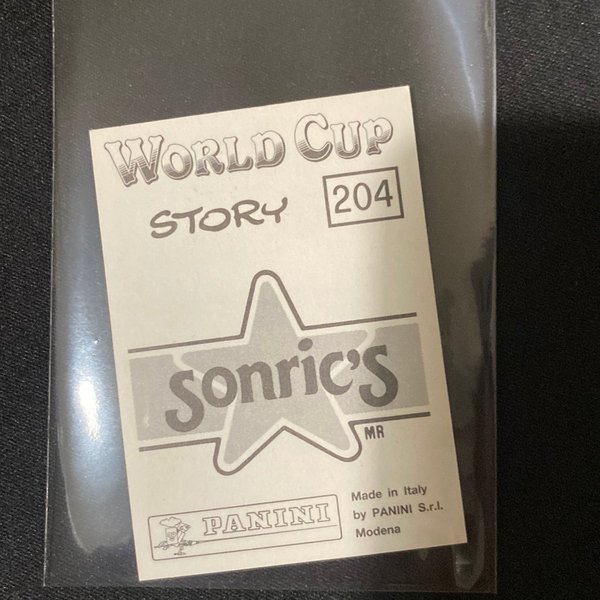 WORLD CUP
STORY
204
Sonric's
MR
PANINI
Made in Italy
by PANINI S.r.l.
Modena